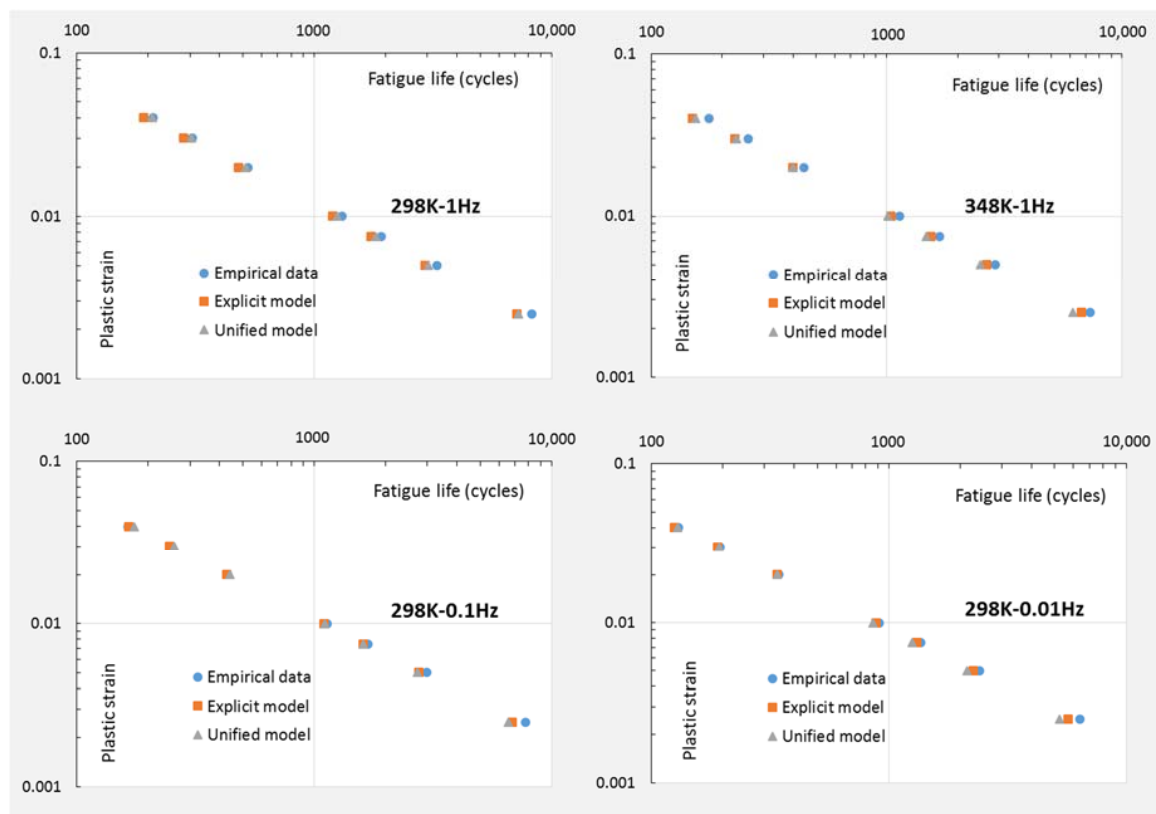 100 1000 10,000
0.1
Fatigue life (cycles)
0.01
298K-1Hz
Plastic strain
Empirical data
Explicit model
Unified model
0.001
100 1000 10,000
0.1
Fatigue life (cycles)
0.01
348K-1Hz
Plastic strain
Empirical data
Explicit model
Unified model
0.001
100 1000 10,000
0.1
Fatigue life (cycles)
0.01
298K-0.1Hz
Plastic strain
Empirical data
Explicit model
Unified model
0.001
100 1000 10,000
0.1
Fatigue life (cycles)
0.01
298K-0.01Hz
Plastic strain
Empirical data
Explicit model
Unified model
0.001